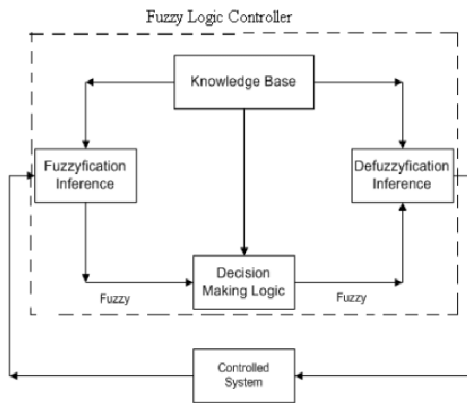 Fuzzy Logic Controller
Knowledge Base
Fuzzyfication
Inference
Defuzzyfication
Inference
Decision
Making Logic
Fuzzy
Fuzzy
Controlled
System